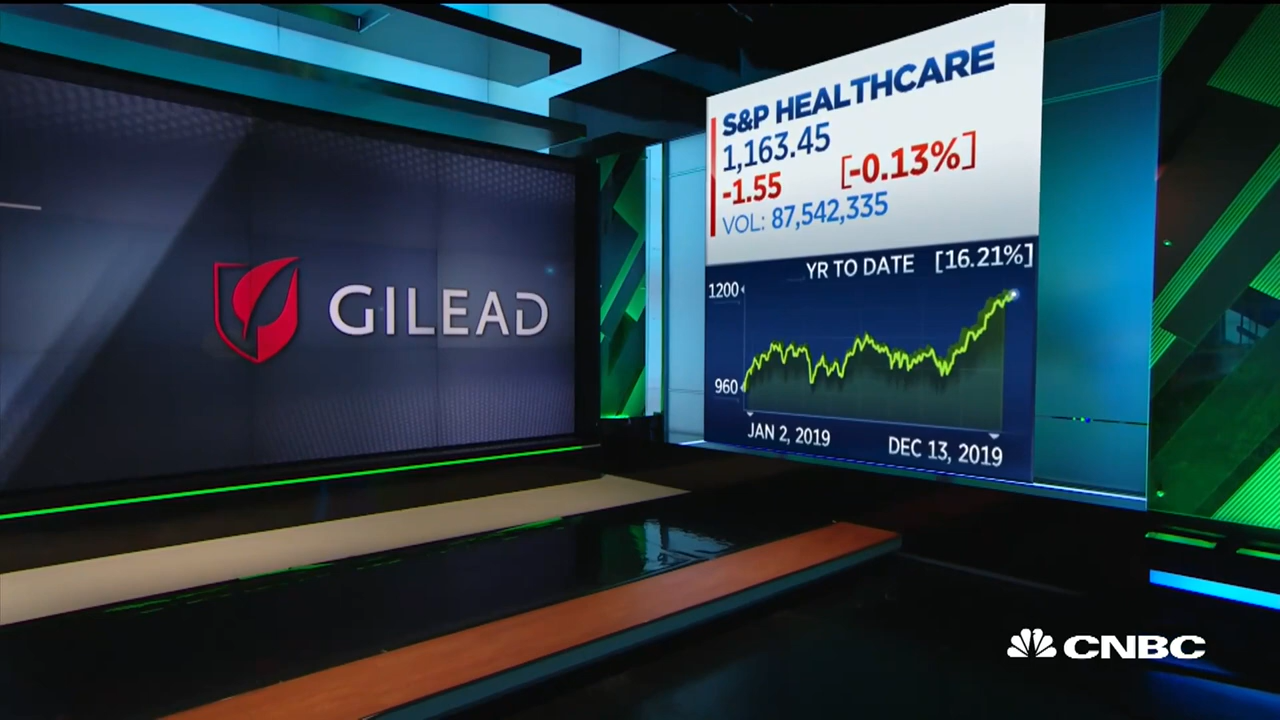 GILEAD
S&P HEALTHCARE
1,163.45
-1.55 [-0.13%]
VOL: 87,542,335
YR TO DATE [16.21%]
1200
960
JAN 2, 2019 DEC 13, 2019
CNBC